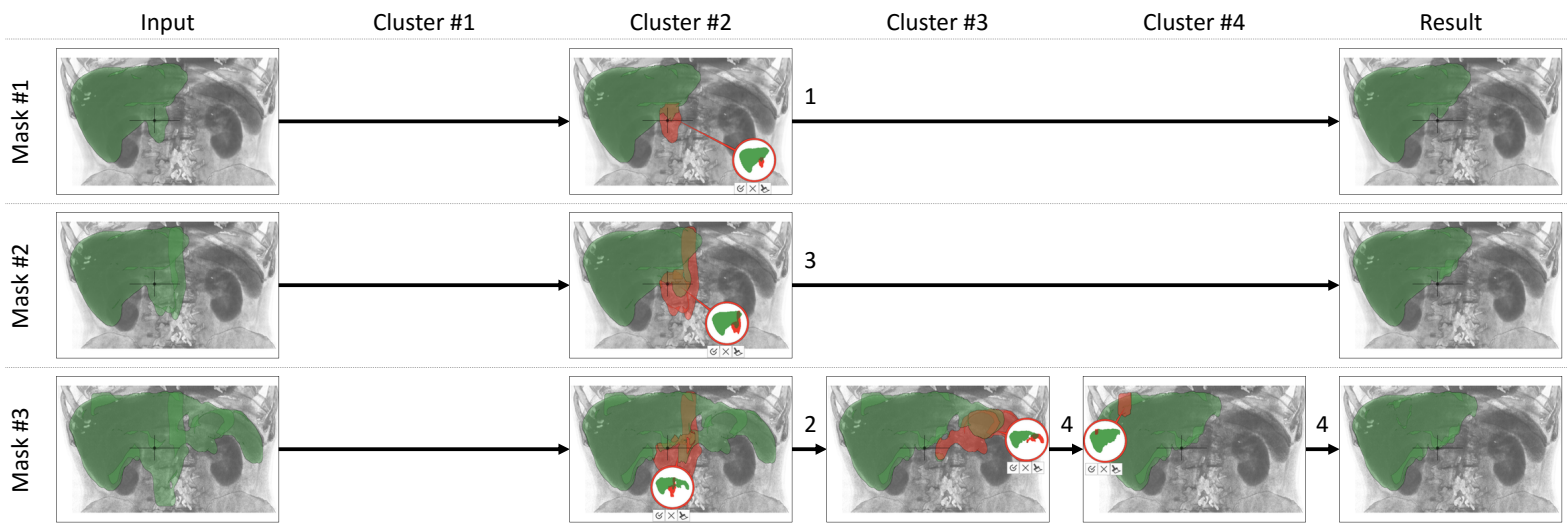 Input Cluster #1 Cluster #2 Cluster #3 Cluster #4 Result
Mask #1
1
Mask #2
3
Mask #3
2 4 4